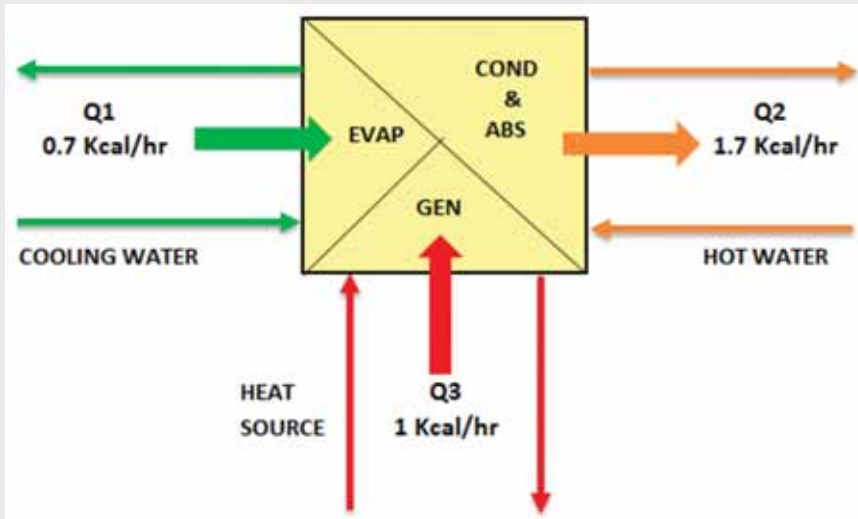 COND
&
ABS
Q1
0.7 Kcal/hr
EVAP
Q2
1.7 Kcal/hr
GEN
COOLING WATER
HOT WATER
HEAT
SOURCE
Q3
1 Kcal/hr